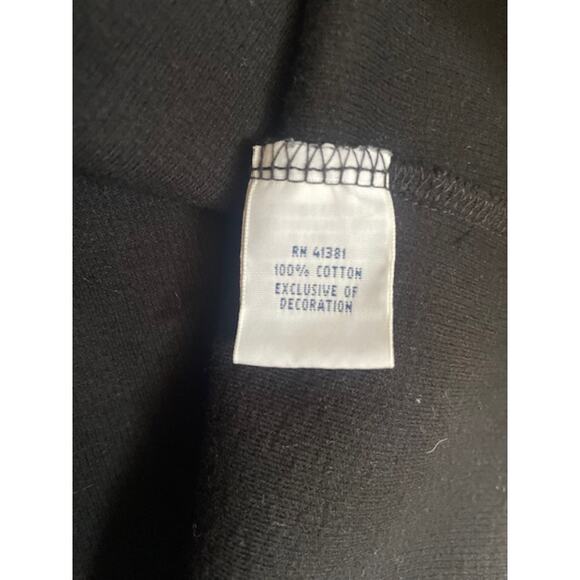 RN 41381
100% COTTON
EXCLUSIVE OF
DECORATION